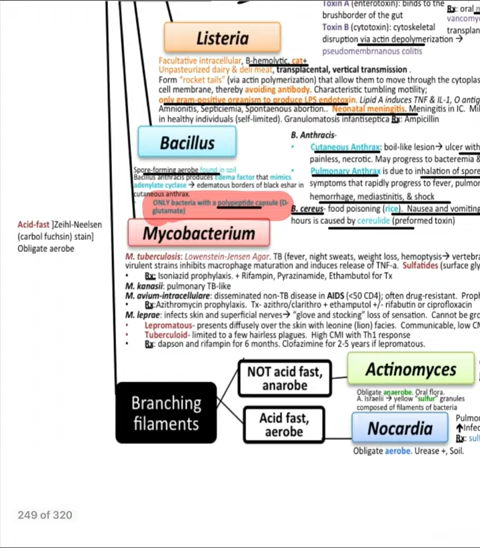 Toxin A (enterotoxin): binds to the
brushborder of the gut
Toxin B (cytotoxin): cytoskeletal
disruption via actin depolymerization →
pseudomembrnanous colitis
Rx: oral
vancomy
transplan
Listeria
Facultative intracellular, B-hemolytic, cat+
Unpasteurized dairy & deli meat, transplacental, vertical transmission.
Form "rocket tails" (via actin polymerization) that allow them to move through the cytoplas
cell membrane, thereby avoiding antibody. Characteristic tumbling motility;
only gram-positive organism to produce LPS endotoxin. Lipid A induces TNF & IL-1, O antig
Amnionitis, Septicemia, Spontaneous abortion.. Neonatal meningitis. Meningitis in IC. Mil
in healthy individuals (self-limited). Granulomatosis infantiseptica Rx: Ampicillin
Bacillus
Spore-forming aerobe found in soil
Bacillus anthracis produces edema factor that mimics
adenylate cyclase → edematous borders of black eshar in
cutaneous anthrax.
ONLY bacteria with a polypeptide capsule (D-
glutamate)
B. Anthracis-
• Cutaneous Anthrax: boil-like lesion→ ulcer with
painless, necrotic. May progress to bacteremia &
• Pulmonary Anthrax is due to inhalation of spore
symptoms that rapidly progress to fever, pulmo
hemorrhage, mediastinitis, & shock
B. cereus- food poisoning (rice). Nausea and vomiting
hours is caused by cereulide (preformed toxin)
Acid-fast ]Zeihl-Neelsen
(carbol fuchsin) stain]
Obligate aerobe
Mycobacterium
M. tuberculosis: Lowenstein-Jensen Agar. TB (fever, night sweats, weight loss, hemoptysis→ vertebra
virulent strains inhibits macrophage maturation and induces release of TNF-a. Sulfatides (surface gly
• Rx: Isoniazid prophylaxis. + Rifampin, Pyrazinamide, Ethambutol for Tx
M. kanasii: pulmonary TB-like
M. avium-intracellulare: disseminated non-TB disease in AIDS (<50 CD4); often drug-resistant. Proph
• Rx:Azithromycin prophylaxis. Tx- azithro/clarithro + ethamputol +/- rifabutin or ciprofloxacin
M. leprae: infects skin and superficial nerves→ "glove and stocking" loss of sensation. Cannot be gro
• Lepromatous- presents diffusely over the skin with leonine (lion) facies. Communicable, low CM
• Tuberculoid- limited to a few hairless plagues. High CMI with Th1 response
• Rx: dapson and rifampin for 6 months. Clofazimine for 2-5 years if lepromatous.
Branching
filaments
NOT acid fast,
anarobe
Actinomyces
Obligate anaerobe. Oral flora.
A. Israelii → yellow "sulfur" granules
composed of filaments of bacteria
Acid fast,
aerobe
Nocardia
Pulmor
↑Infec
Rx: sulf
Obligate aerobe. Urease +, Soil.
249 of 320